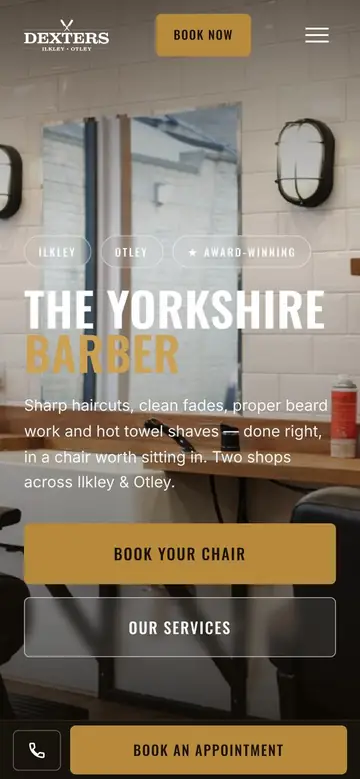 DEXTERS
ILKLEY • OTLEY
BOOK NOW
ILKLEY
OTLEY
★ AWARD-WINNING
THE YORKSHIRE
BARBER
Sharp haircuts, clean fades, proper beard
work and hot towel shaves — done right,
in a chair worth sitting in. Two shops
across Ilkley & Otley.
BOOK YOUR CHAIR
OUR SERVICES
BOOK AN APPOINTMENT